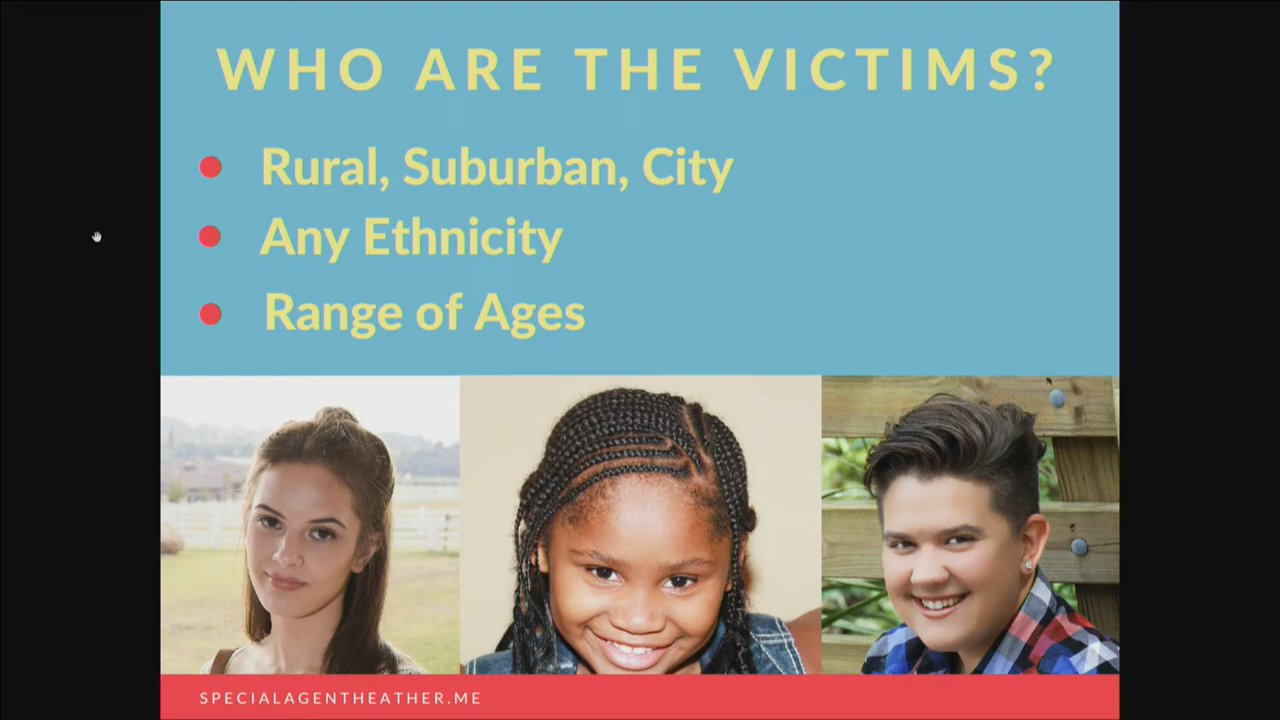 WHO ARE THE VICTIMS?
Rural, Suburban, City
Any Ethnicity
Range of Ages
SPECIALAGENTHEATHER.ME